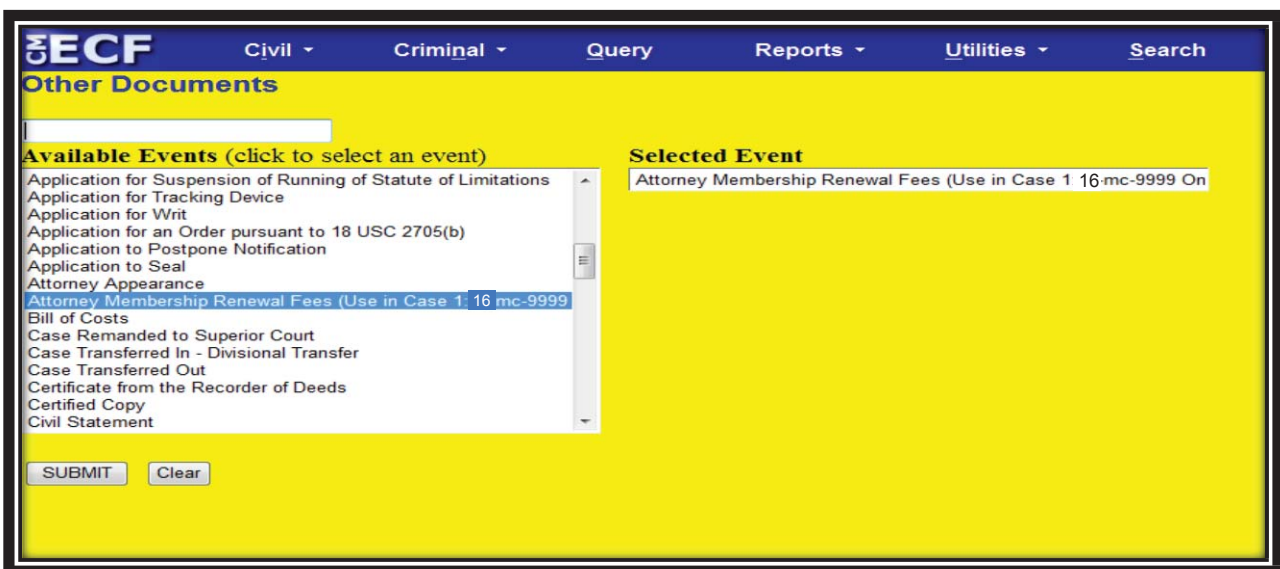 CM ECF Civil Criminal Query Reports Utilities Search
Other Documents
Available Events (click to select an event)
Application for Suspension of Running of Statute of Limitations
Application for Tracking Device
Application for Writ
Application for an Order pursuant to 18 USC 2705(b)
Application to Postpone Notification
Application to Seal
Attorney Appearance
Attorney Membership Renewal Fees (Use in Case 1:16 mc-9999
Bill of Costs
Case Remanded to Superior Court
Case Transferred In - Divisional Transfer
Case Transferred Out
Certificate from the Recorder of Deeds
Certified Copy
Civil Statement
Selected Event
Attorney Membership Renewal Fees (Use in Case 1:16-mc-9999 On
SUBMIT Clear